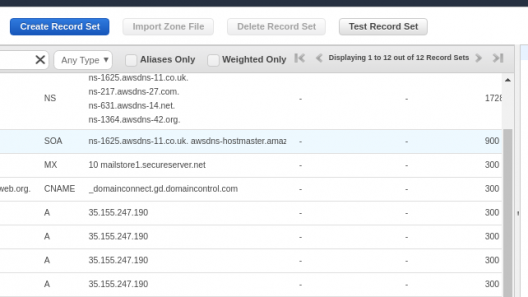 Create Record Set Import Zone File Delete Record Set Test Record Set
Any Type Aliases Only Weighted Only Displaying 1 to 12 out of 12 Record Sets
ns-1625.awsdns-11.co.uk.
ns-217.awsdns-27.com.
NS - - 1728
ns-631.awsdns-14.net.
ns-1364.awsdns-42.org.
SOA ns-1625.awsdns-11.co.uk. awsdns-hostmaster.amaz - - 900
MX 10 mailstore1.secureserver.net - - 300
web.org. CNAME _domainconnect.gd.domaincontrol.com - - 300
A 35.155.247.190 - - 300
A 35.155.247.190 - - 300
A 35.155.247.190 - - 300
A 35.155.247.190 - - 300